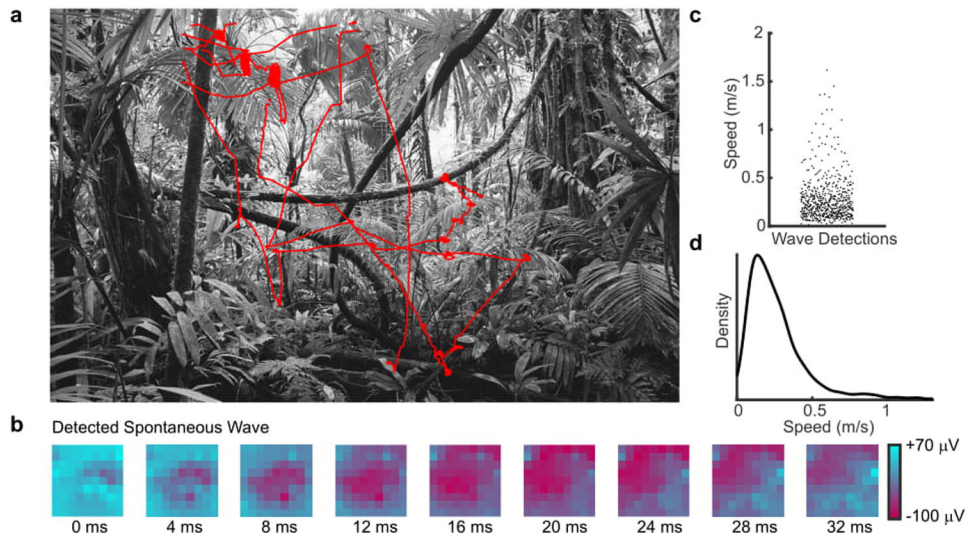 a
c
2
1.5
1
0.5
0
Speed (m/s)
Wave Detections
d
Density
0 0.5 1
Speed (m/s)
b Detected Spontaneous Wave
+70 µV
-100 µV
0 ms 4 ms 8 ms 12 ms 16 ms 20 ms 24 ms 28 ms 32 ms